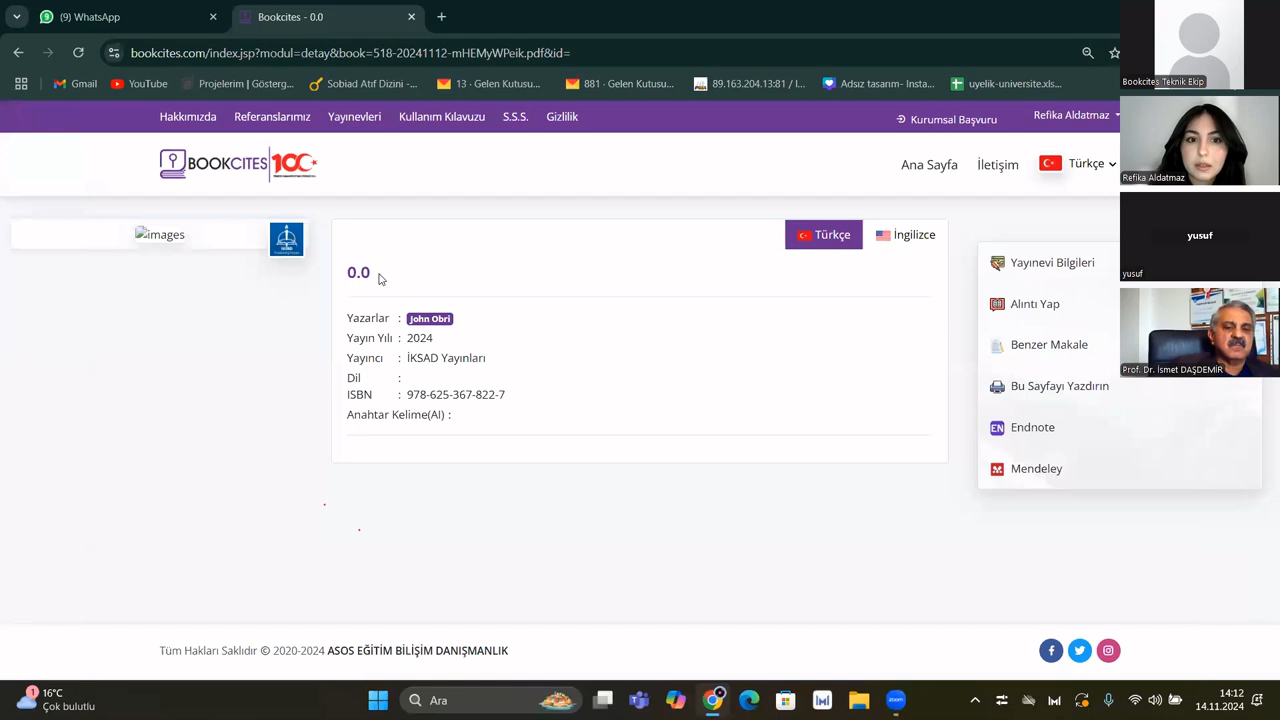 (9) WhatsApp
Bookcites - 0.0
bookcites.com/index.jsp?modul=detay&book=518-20241112-mHEMyWPeik.pdf&id=
Gmail
YouTube
Projelerim | Gösterg...
Sobiad Atıf Dizini -...
13 - Gelen Kutusu...
881 - Gelen Kutusu...
89.163.204.13:81 / l...
Adsız tasarım - Insta...
uyelik-universite.xls...
Hakkımızda
Referanslarımız
Yayınevleri
Kullanım Kılavuzu
S.S.S.
Gizlilik
Kurumsal Başvuru
Refika Aldatmaz
BOOKCITES
100
Ana Sayfa
İletişim
Türkçe
images
Türkçe
İngilizce
0.0
Yazarlar : John Obri
Yayın Yılı : 2024
Yayıncı : İKSAD Yayınları
Dil :
ISBN : 978-625-367-822-7
Anahtar Kelime(AI) :
Yayınevi Bilgileri
Alıntı Yap
Benzer Makale
Bu Sayfayı Yazdırın
EN Endnote
Mendeley
Bookcites Teknik Ekip
Refika Aldatmaz
yusuf
yusuf
Prof. Dr. İsmet DAŞDEMİR
Tüm Hakları Saklıdır © 2020-2024 ASOS EĞİTİM BİLİŞİM DANIŞMANLIK
1
16°C
Çok bulutlu
Ara
zoom
14:12
14.11.2024